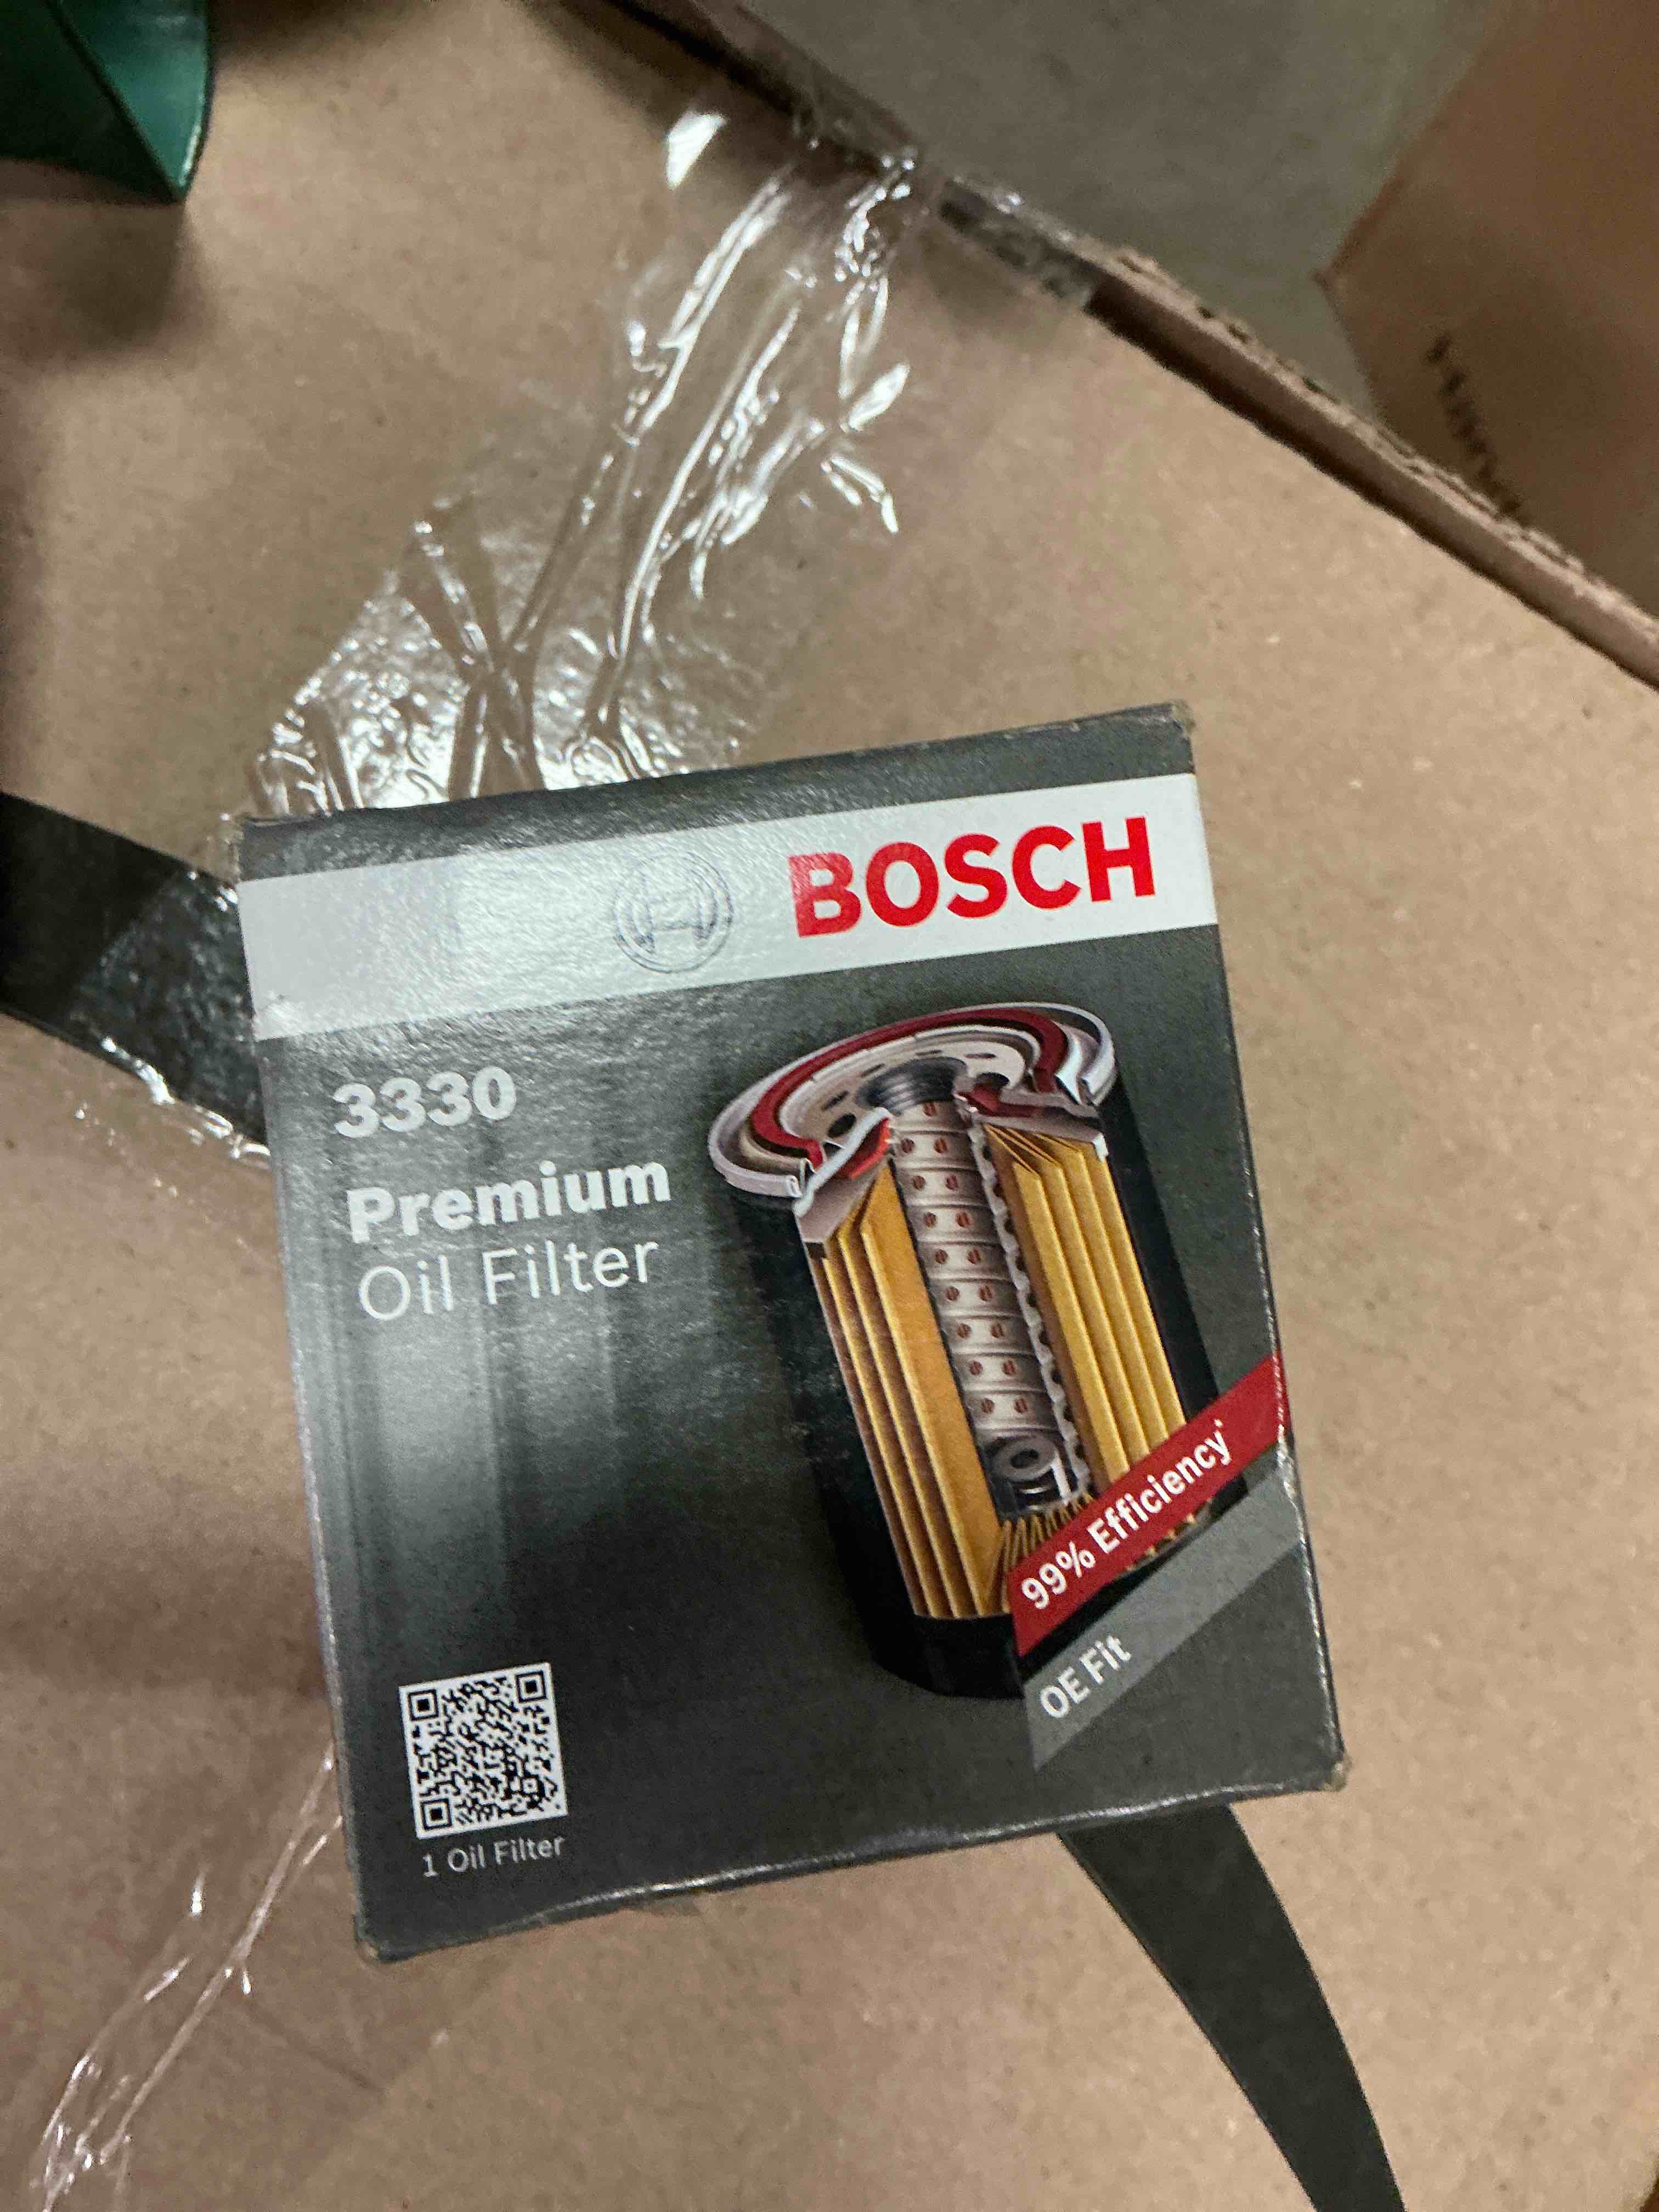 BOSCH
3330
Premium
Oil Filter
99% Efficiency*
OE Fit
1 Oil Filter